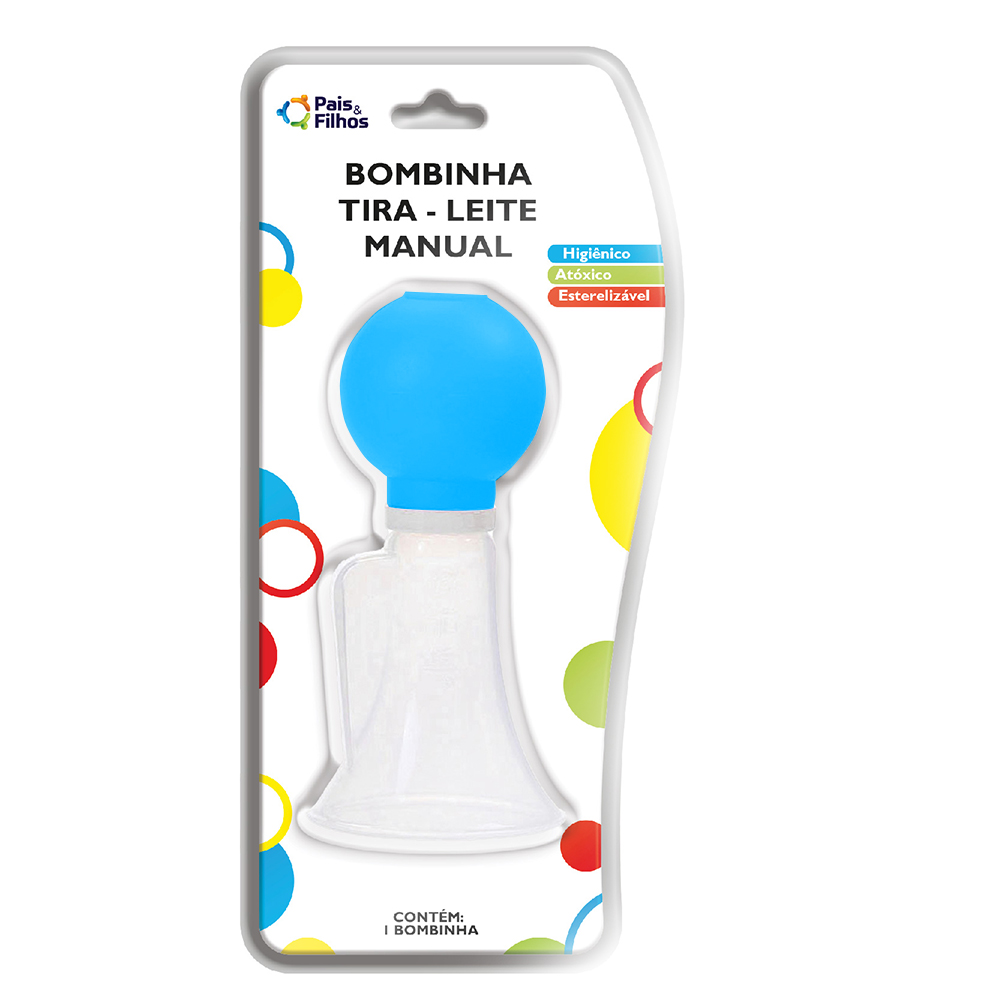 Pais &
Filhos
BOMBINHA
TIRA - LEITE
MANUAL
Higiênico
Atóxico
Esterelizável
CONTÉM:
1 BOMBINHA